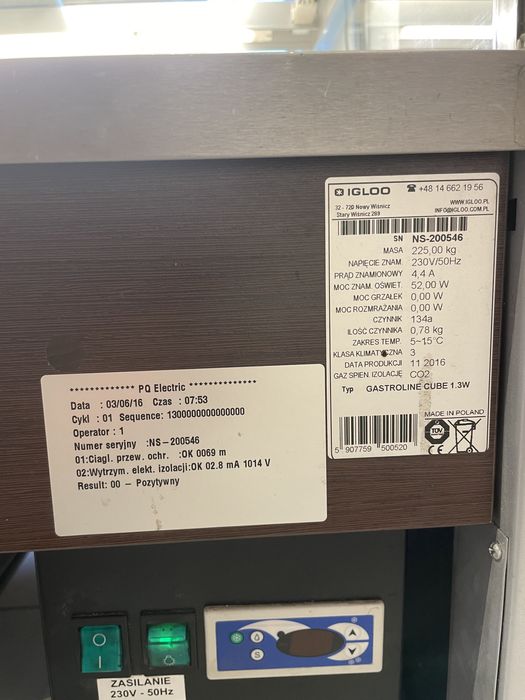 IGLOO ☎ +48 14 662 19 56
32 - 720 Nowy Wiśnicz WWW.IGLOO.PL
Stary Wiśnicz 289 INFO@IGLOO.COM.PL
SN NS-200546
MASA 225,00 kg
NAPIĘCIE ZNAM. 230V/50Hz
PRĄD ZNAMIONOWY 4,4 A
MOC ZNAM. OŚWIET. 52,00 W
MOC GRZAŁEK 0,00 W
MOC ROZMRAŻANIA 0,00 W
CZYNNIK 134a
ILOŚĆ CZYNNIKA 0,78 kg
ZAKRES TEMP. 5~15°C
KLASA KLIMATYCZNA 3
DATA PRODUKCJI 11 2016
GAZ SPIEN. IZOLACJĘ CO2
Typ GASTROLINE CUBE 1.3W
MADE IN POLAND
TÜV
5 907759 500520
************** PQ Electric **************
Data : 03/06/16 Czas : 07:53
Cykl : 01 Sequence: 1300000000000000
Operator : 1
Numer seryjny :NS-200546
01:Ciagl. przew. ochr. :OK 0069 m
02:Wytrzym. elekt. izolacji:OK 02.8 mA 1014 V
Result: 00 - Pozytywny
S
ZASILANIE
230V - 50Hz